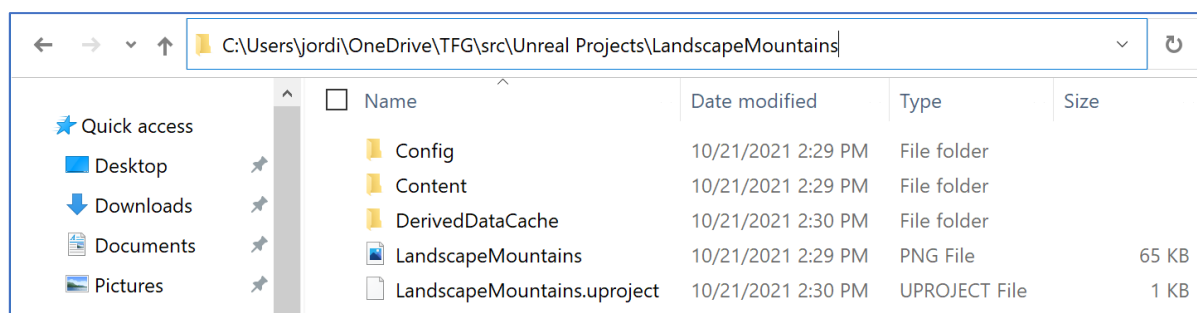 C:\Users\jordi\OneDrive\TFG\src\Unreal Projects\LandscapeMountains
Quick access
Desktop
Downloads
Documents
Pictures
Name Date modified Type Size
Config 10/21/2021 2:29 PM File folder
Content 10/21/2021 2:29 PM File folder
DerivedDataCache 10/21/2021 2:30 PM File folder
LandscapeMountains 10/21/2021 2:29 PM PNG File 65 KB
LandscapeMountains.uproject 10/21/2021 2:30 PM UPROJECT File 1 KB